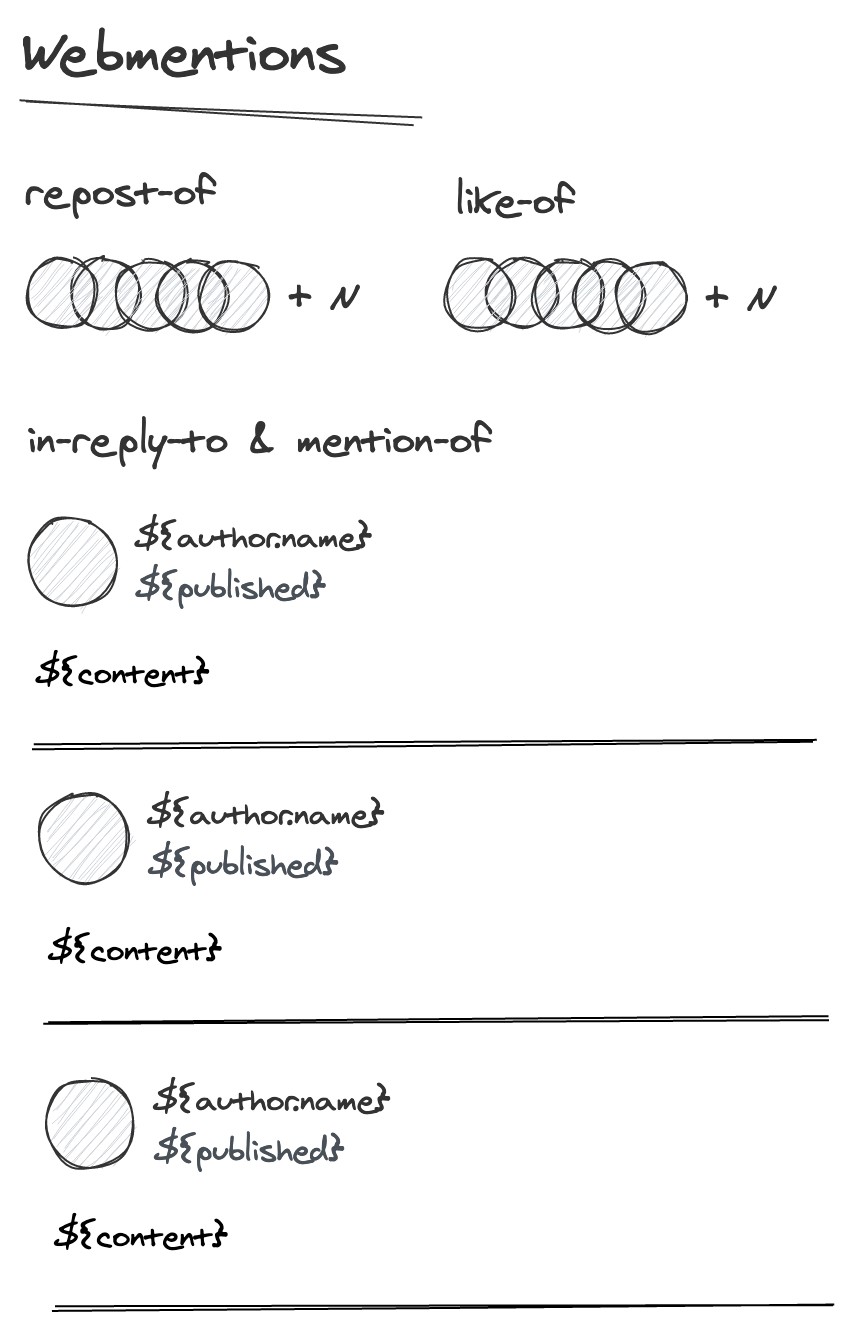 Webmentions
repost-of
like-of
+ N
+ N
in-reply-to & mention-of
${author.name}
${published}
${content}
${author.name}
${published}
${content}
${author.name}
${published}
${content}